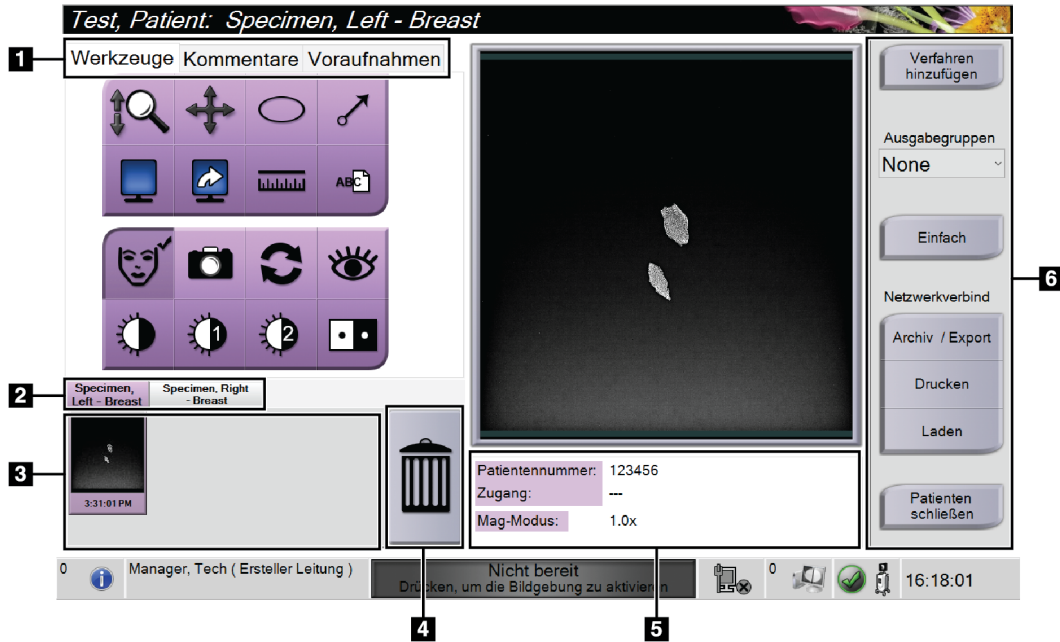 Test, Patient: Specimen, Left - Breast
1
Werkzeuge Kommentare Voraufnahmen
ABC
1
2
2
Specimen,
Left - Breast
Specimen, Right
- Breast
3
3:31:01 PM
4
Patientennummer: 123456
Zugang: ---
Mag-Modus: 1.0x
5
Verfahren
hinzufügen
Ausgabegruppen
None
Einfach
Netzwerkverbind
Archiv / Export
Drucken
Laden
Patienten
schließen
6
0
Manager, Tech ( Ersteller Leitung )
Nicht bereit
Drücken, um die Bildgebung zu aktivieren
0
16:18:01